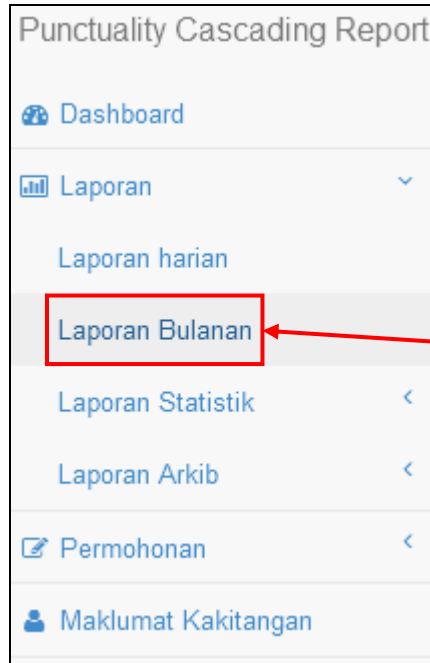 Punctuality Cascading Report
Dashboard
Laporan
Laporan harian
Laporan Bulanan
Laporan Statistik
Laporan Arkib
Permohonan
Maklumat Kakitangan